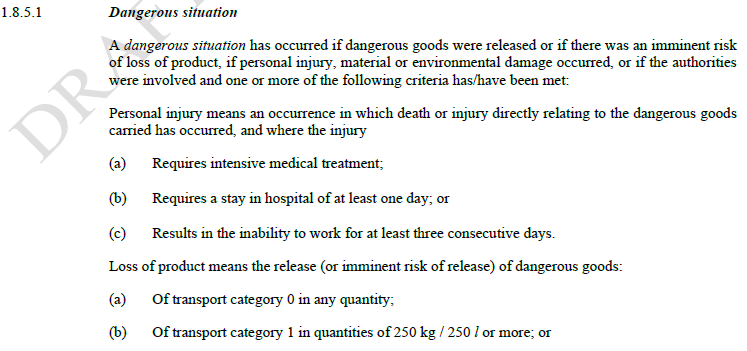 1.8.5.1 Dangerous situation
A dangerous situation has occurred if dangerous goods were released or if there was an imminent risk
of loss of product, if personal injury, material or environmental damage occurred, or if the authorities
were involved and one or more of the following criteria has/have been met:
Personal injury means an occurrence in which death or injury directly relating to the dangerous goods
carried has occurred, and where the injury
(a) Requires intensive medical treatment;
(b) Requires a stay in hospital of at least one day; or
(c) Results in the inability to work for at least three consecutive days.
Loss of product means the release (or imminent risk of release) of dangerous goods:
(a) Of transport category 0 in any quantity;
(b) Of transport category 1 in quantities of 250 kg / 250 l or more; or
DRAF